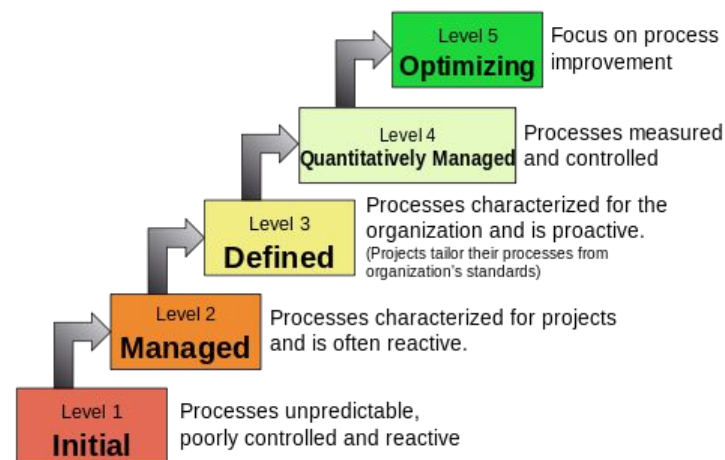 Level 5
Optimizing
Focus on process
improvement
Level 4
Quantitatively Managed
Processes measured
and controlled
Level 3
Defined
Processes characterized for the
organization and is proactive.
(Projects tailor their processes from
organization's standards)
Level 2
Managed
Processes characterized for projects
and is often reactive.
Level 1
Initial
Processes unpredictable,
poorly controlled and reactive